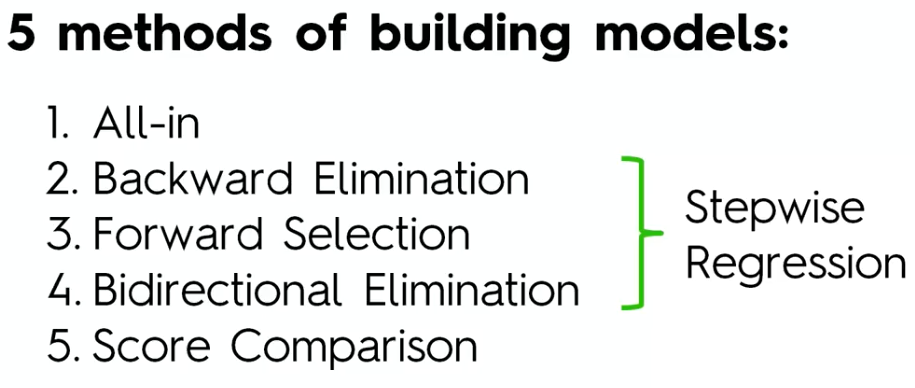 5 methods of building models:
1. All-in
2. Backward Elimination
3. Forward Selection
4. Bidirectional Elimination
5. Score Comparison
Stepwise
Regression